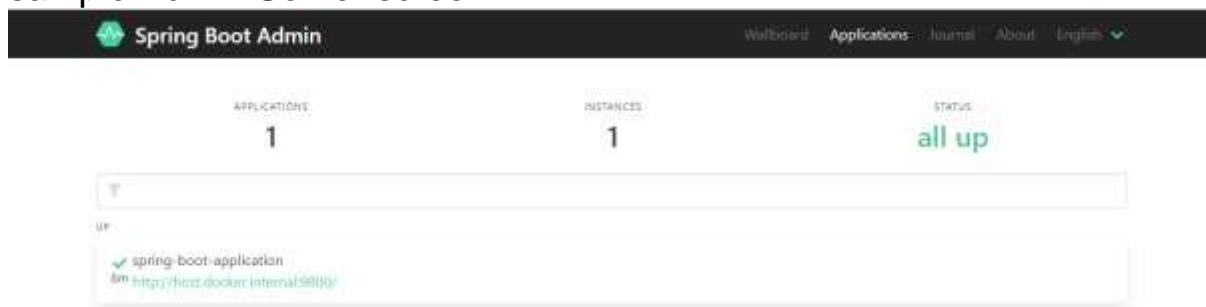 Spring Boot Admin
Wallboard Applications Journal About English
APPLICATIONS
1
INSTANCES
1
STATUS
all up
UP
spring-boot-application
http://host.docker.internal:9800/